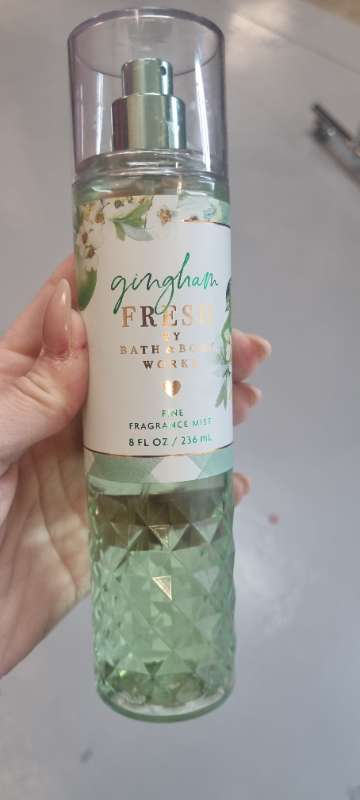 gingham
FRESH
BY
BATH & BODY
WORKS
FINE
FRAGRANCE MIST
8 FL OZ / 236 mL